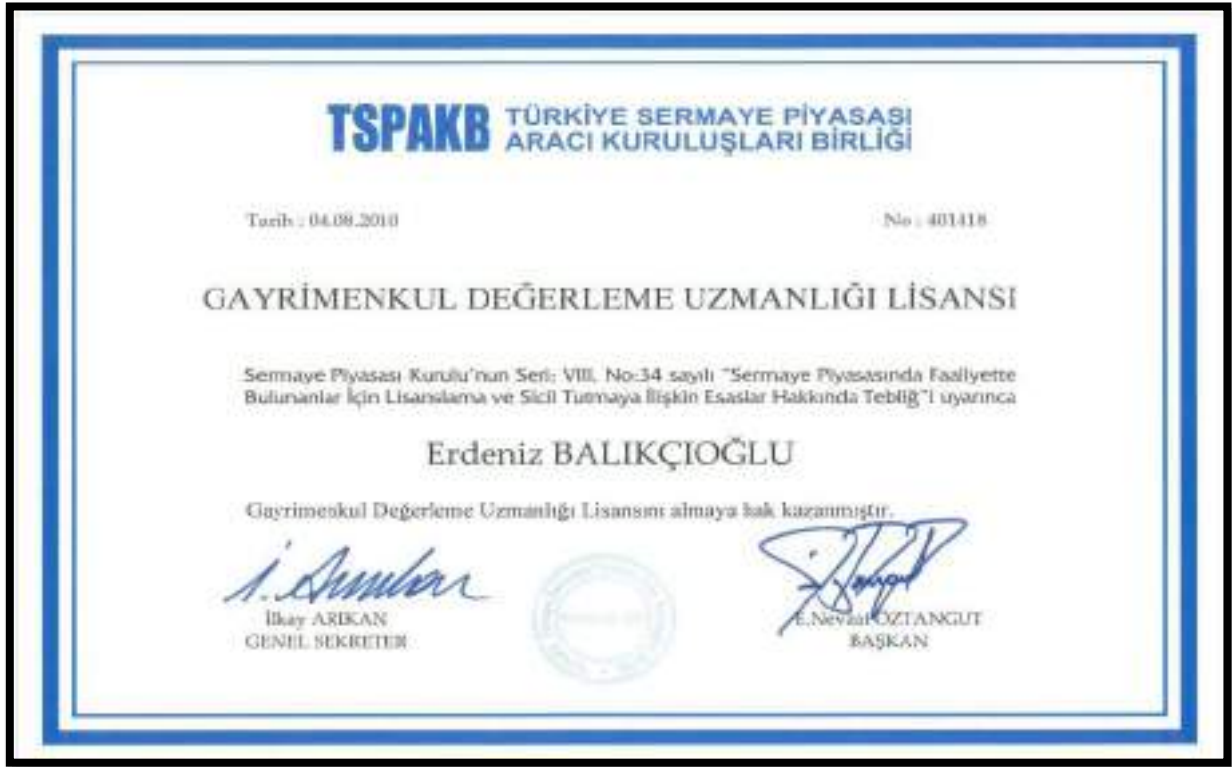 TSPAKB TÜRKİYE SERMAYE PİYASASI
ARACI KURULUŞLARI BİRLİĞİ
Tarih : 04.08.2010 No : 401418
GAYRİMENKUL DEĞERLEME UZMANLIĞI LİSANSI
Sermaye Piyasası Kurulu'nun Seri: VIII, No:34 sayılı "Sermaye Piyasasında Faaliyette
Bulunanlar İçin Lisanslama ve Sicil Tutmaya İlişkin Esaslar Hakkında Tebliğ"i uyarınca
Erdeniz BALIKÇIOĞLU
Gayrimenkul Değerleme Uzmanlığı Lisansını almaya hak kazanmıştır.
İlkay ARIKAN
GENEL SEKRETER
E.Nevzat ÖZTANGUT
BAŞKAN